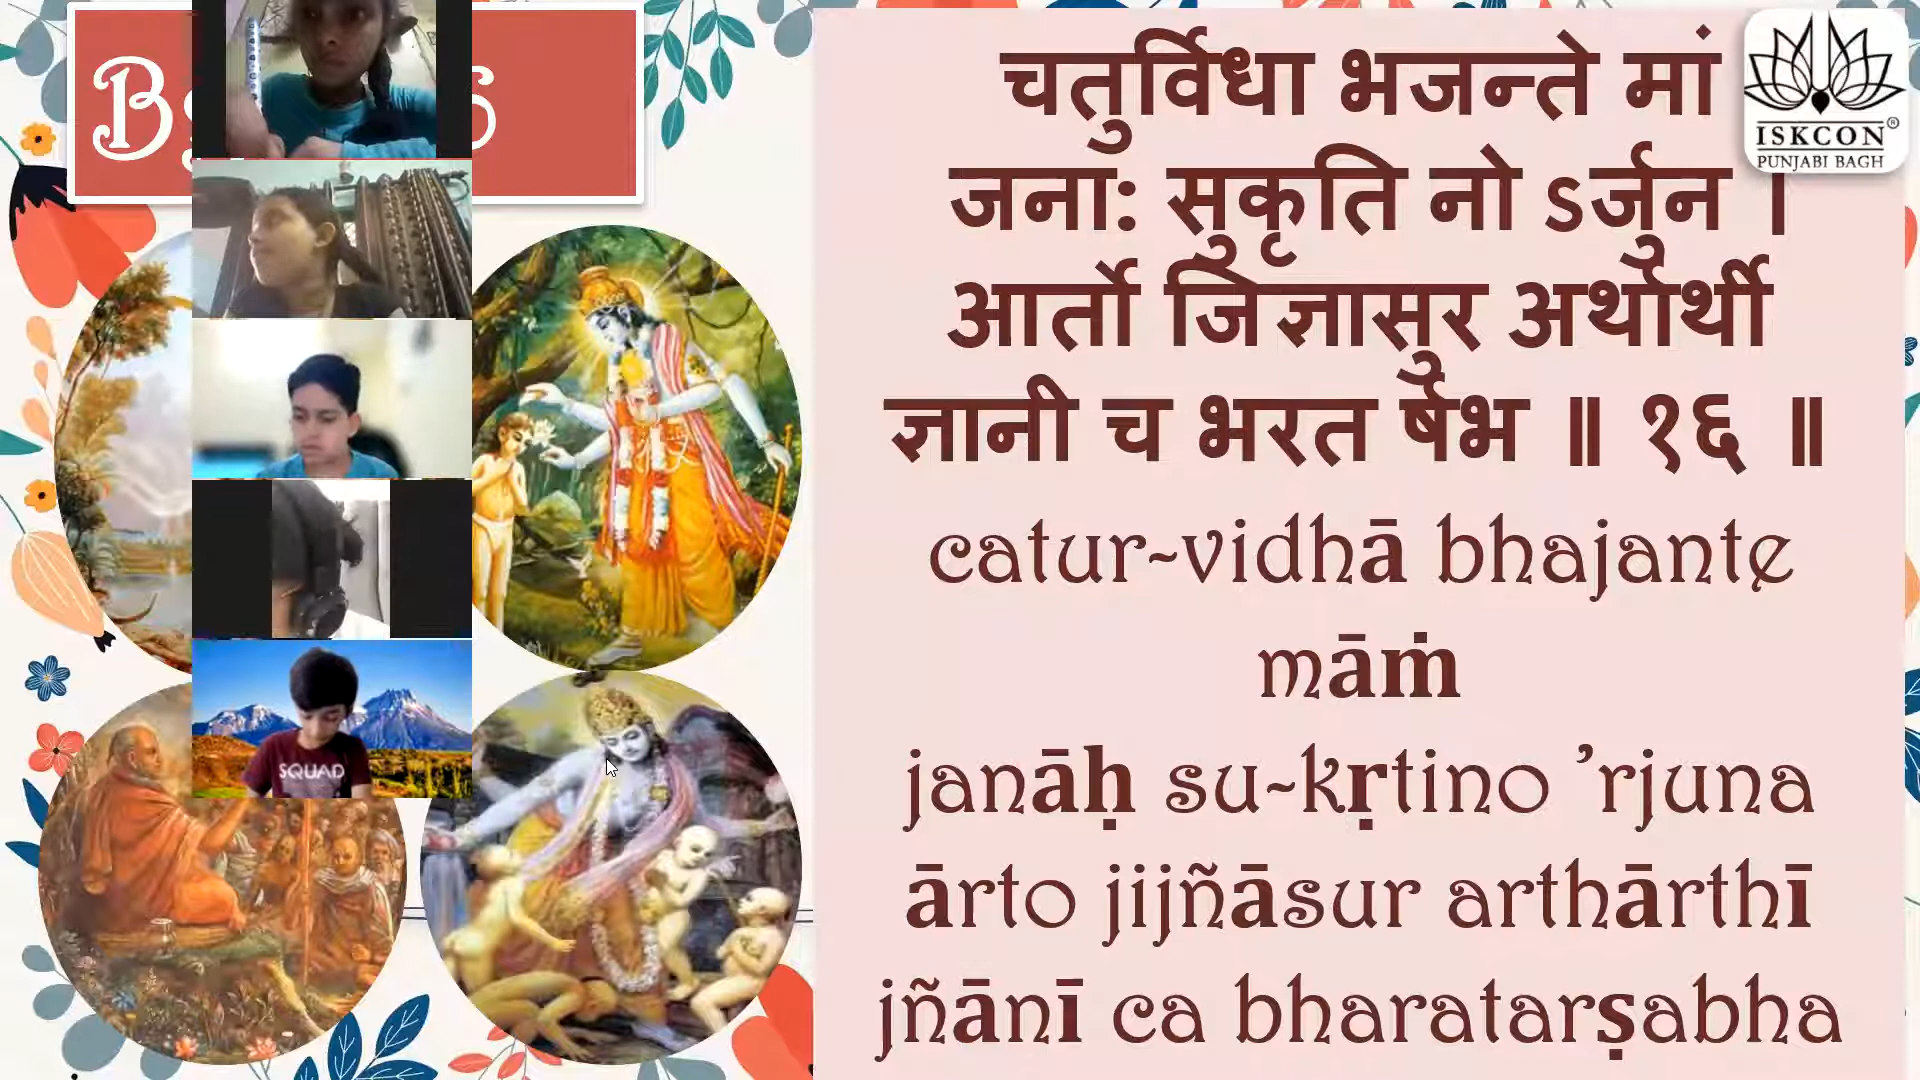 B 6
चतुर्विधा भजन्ते मां
जना: सुकृति नो ऽर्जुन ।
आर्तो जिज्ञासुर अर्थार्थी
ज्ञानी च भरत र्षभ ॥ १६ ॥
catur-vidhā bhajante
māṁ
janāḥ su-kṛtino ’rjuna
ārto jijñāsur arthārthī
jñānī ca bharatarṣabha
ISKCON®
PUNJABI BAGH
SQUAD